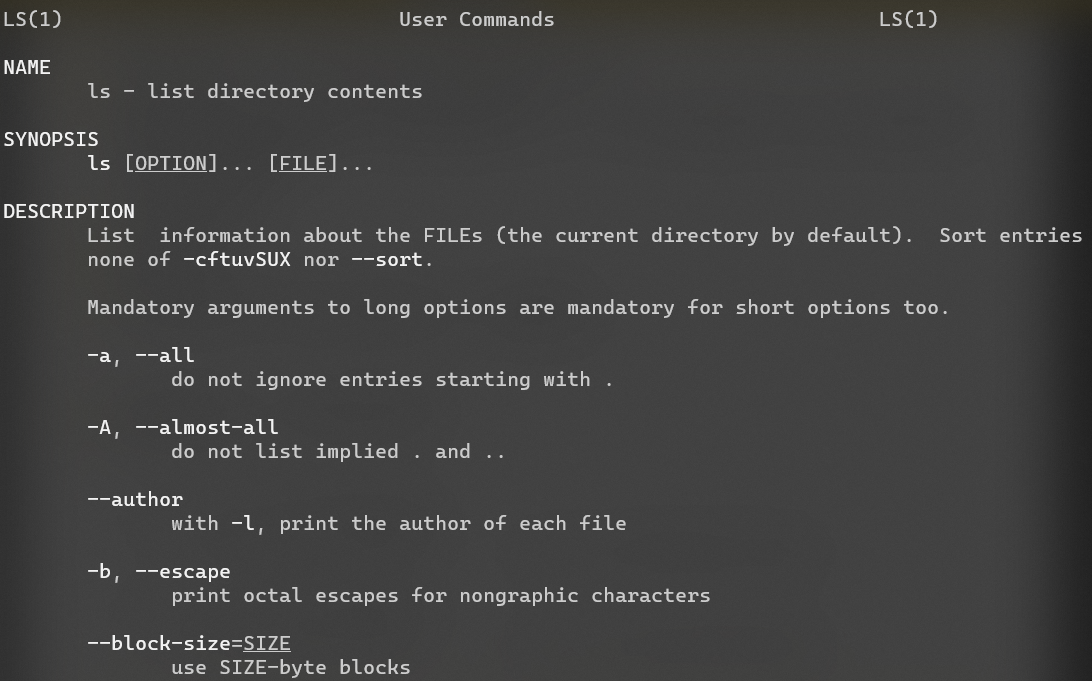 LS(1)                            User Commands                           LS(1)
NAME
ls - list directory contents
SYNOPSIS
ls [OPTION]... [FILE]...
DESCRIPTION
List  information about the FILEs (the current directory by default).  Sort entries
none of -cftuvSUX nor --sort.
Mandatory arguments to long options are mandatory for short options too.
-a, --all
do not ignore entries starting with .
-A, --almost-all
do not list implied . and ..
--author
with -l, print the author of each file
-b, --escape
print octal escapes for nongraphic characters
--block-size=SIZE
use SIZE-byte blocks